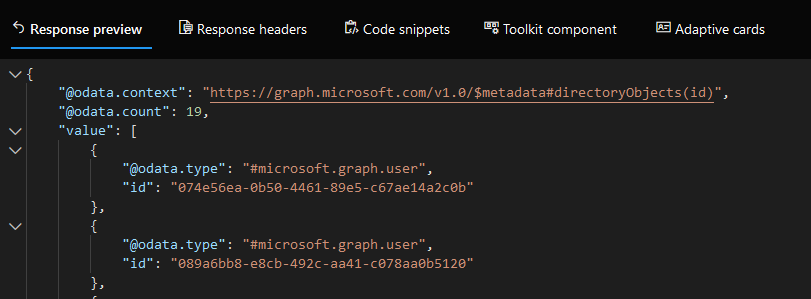 Response preview Response headers Code snippets Toolkit component Adaptive cards
{
"@odata.context": "https://graph.microsoft.com/v1.0/$metadata#directoryObjects(id)",
"@odata.count": 19,
"value": [
{
"@odata.type": "#microsoft.graph.user",
"id": "074e56ea-0b50-4461-89e5-c67ae14a2c0b"
},
{
"@odata.type": "#microsoft.graph.user",
"id": "089a6bb8-e8cb-492c-aa41-c078aa0b5120"
},
{